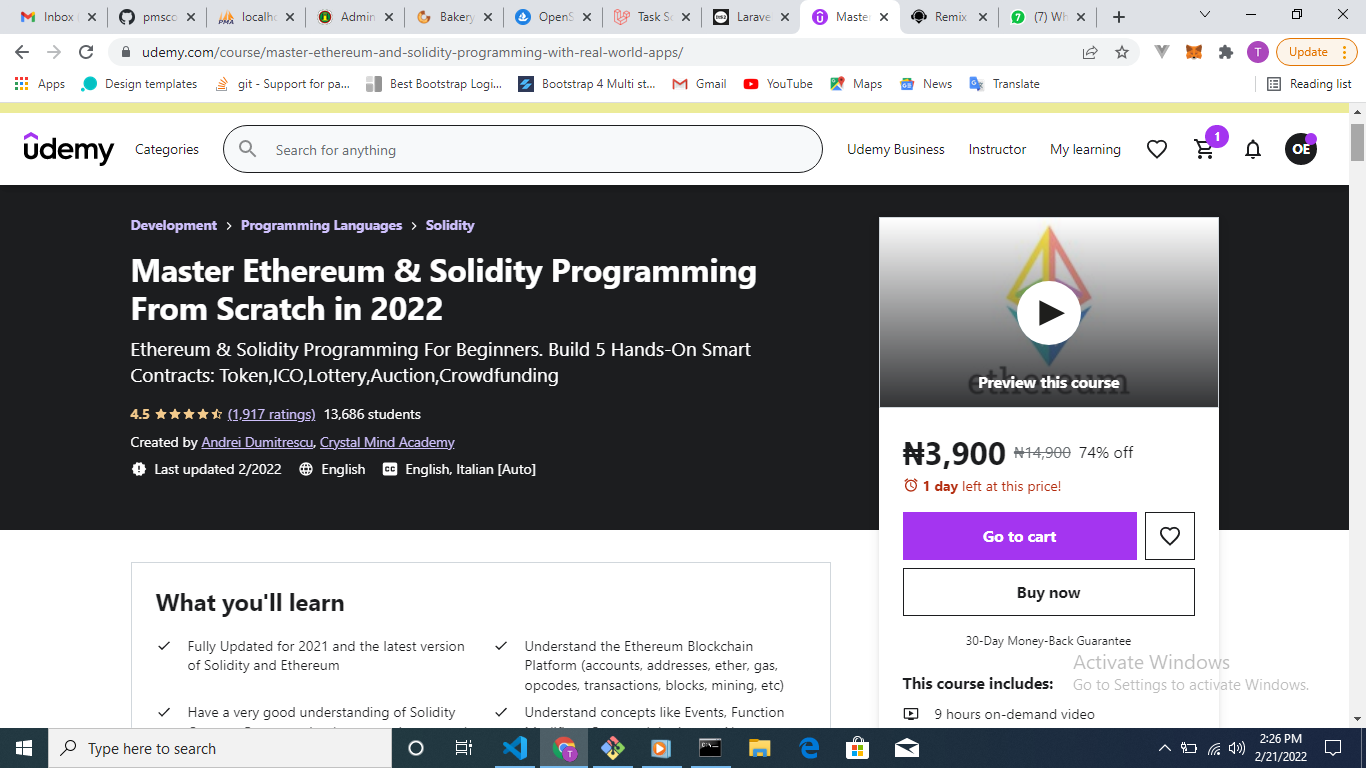 Inbox
pmsco
localho
Admin
Bakery
OpenS
Task Sc
Larave
Master
Remix
(7) Wh
udemy.com/course/master-ethereum-and-solidity-programming-with-real-world-apps/
T
Update
Apps
Design templates
git - Support for pa...
Best Bootstrap Logi...
Bootstrap 4 Multi st...
Gmail
YouTube
Maps
News
Translate
Reading list
udemy
Categories
Search for anything
Udemy Business
Instructor
My learning
1
OE
Development > Programming Languages > Solidity
Master Ethereum & Solidity Programming
From Scratch in 2022
Ethereum & Solidity Programming For Beginners. Build 5 Hands-On Smart
Contracts: Token,ICO,Lottery,Auction,Crowdfunding
4.5 (1,917 ratings) 13,686 students
Created by Andrei Dumitrescu, Crystal Mind Academy
Last updated 2/2022 English CC English, Italian [Auto]
ethereum
Preview this course
₦3,900 ₦14,900 74% off
1 day left at this price!
Go to cart
Buy now
30-Day Money-Back Guarantee
This course includes:
9 hours on-demand video
What you'll learn
Fully Updated for 2021 and the latest version
of Solidity and Ethereum
Understand the Ethereum Blockchain
Platform (accounts, addresses, ether, gas,
opcodes, transactions, blocks, mining, etc)
Have a very good understanding of Solidity
Understand concepts like Events, Function
Activate Windows
Go to Settings to activate Windows.
Type here to search
2:26 PM
2/21/2022